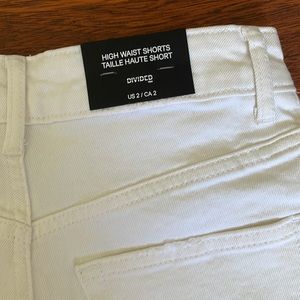 HIGH WAIST SHORTS
TAILLE HAUTE SHORT
DIVIDED
US 2 / CA 2